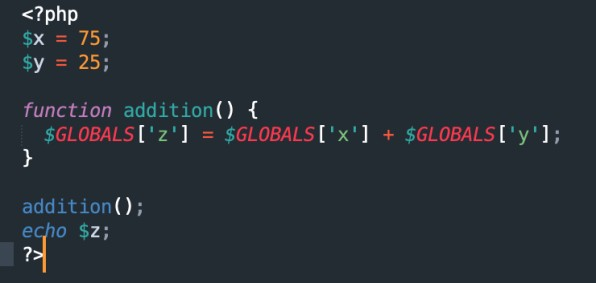 <?php
$x = 75;
$y = 25;
function addition() {
$GLOBALS['z'] = $GLOBALS['x'] + $GLOBALS['y'];
}
addition();
echo $z;
?>